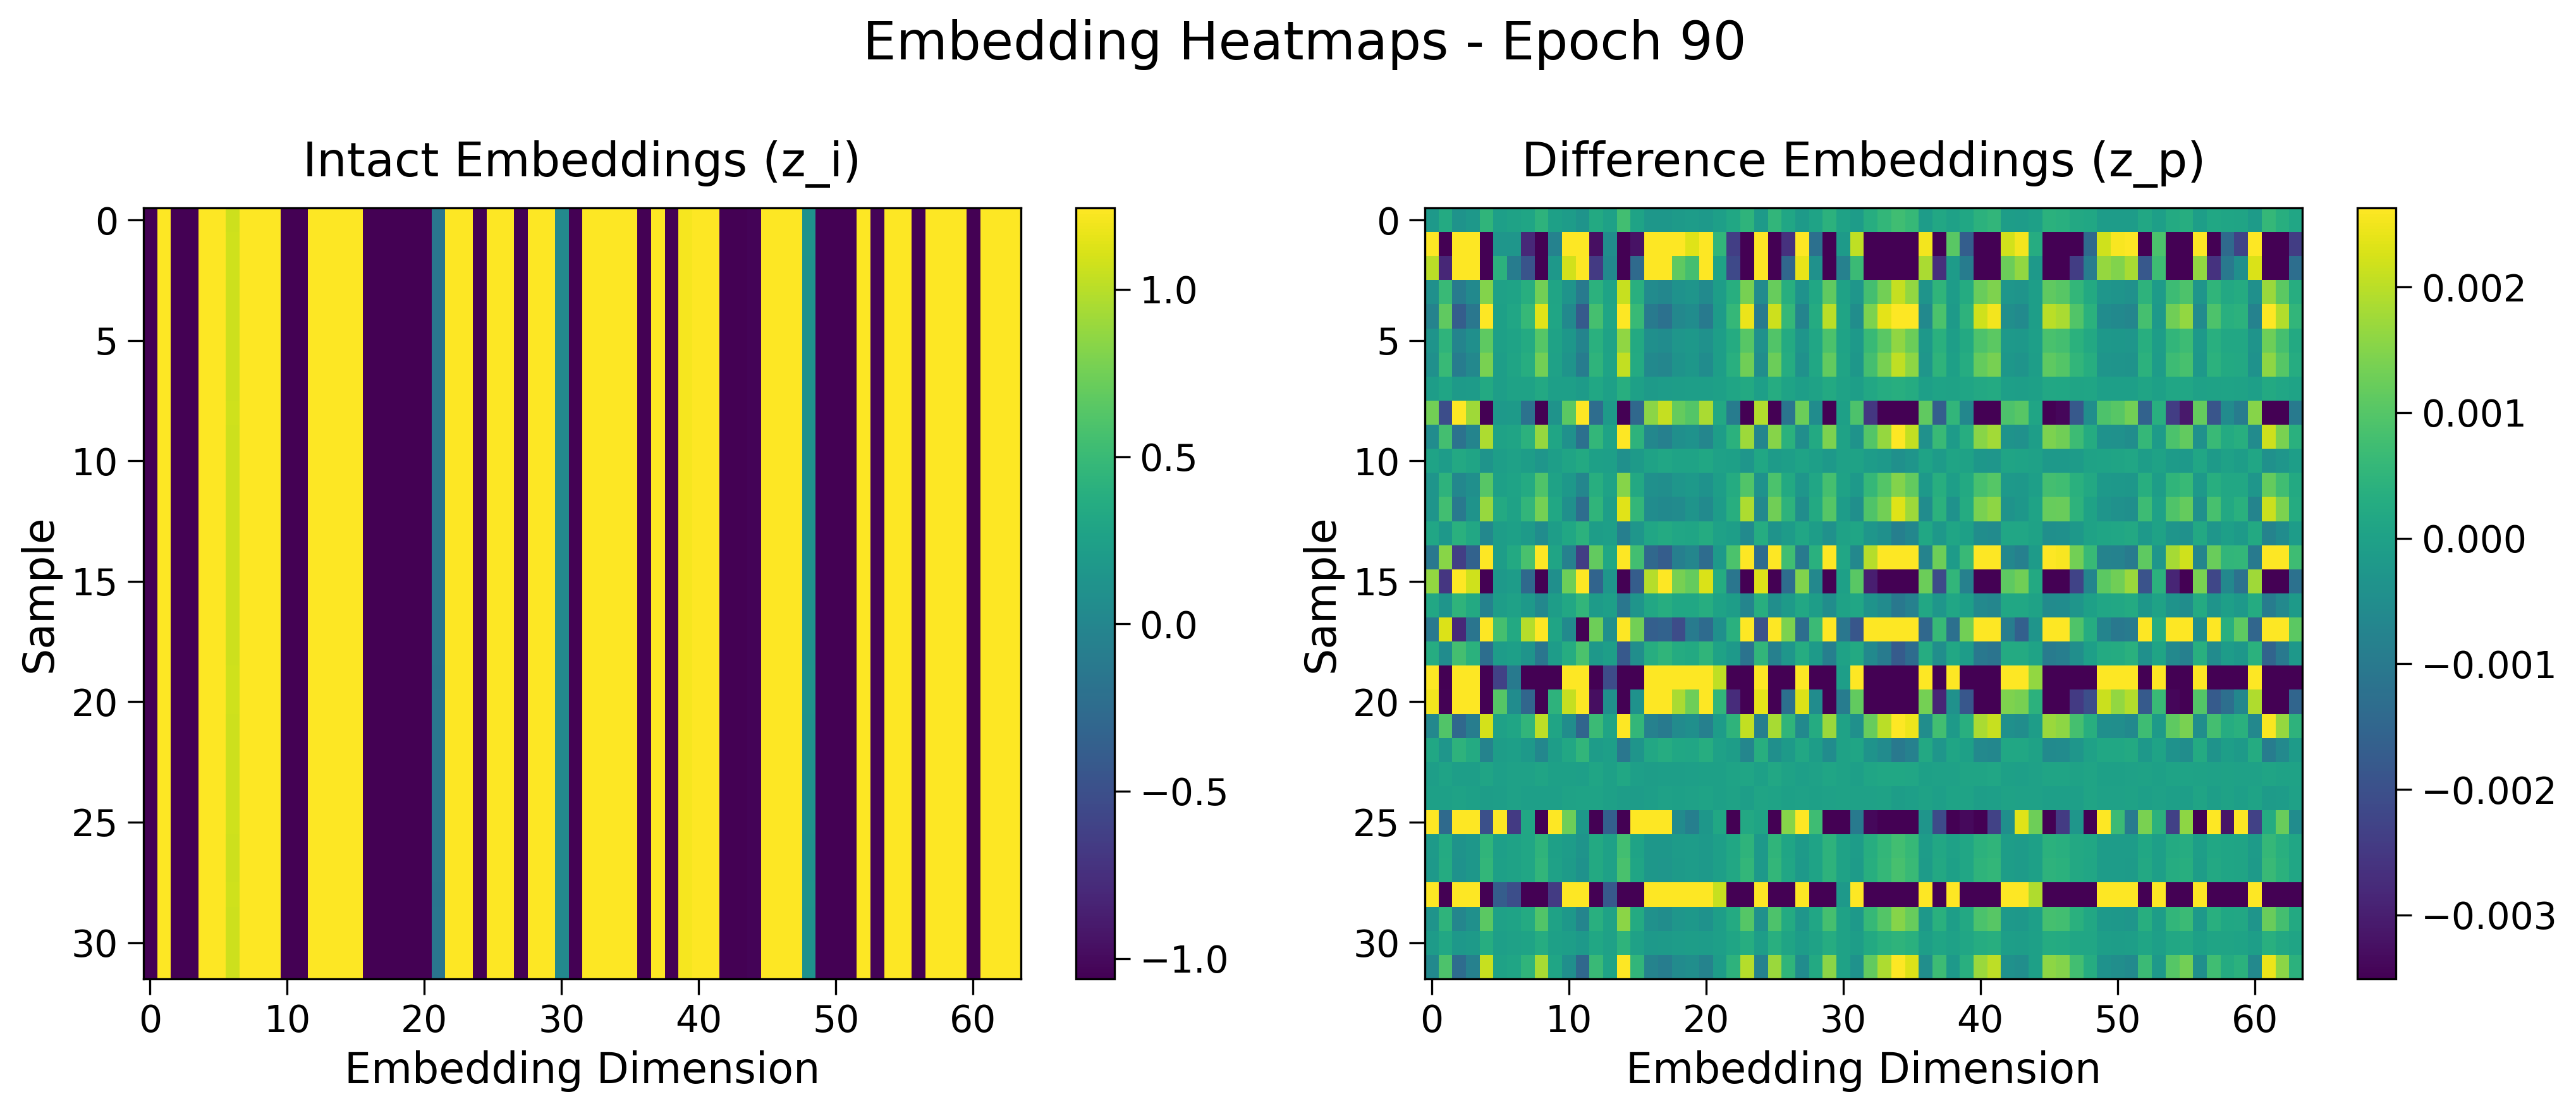 Embedding Heatmaps - Epoch 90
Intact Embeddings (z_i)
Difference Embeddings (z_p)
0
5
10
15
20
25
30
Sample
0 10 20 30 40 50 60
Embedding Dimension
1.0
0.5
0.0
−0.5
−1.0
0
5
10
15
20
25
30
Sample
0 10 20 30 40 50 60
Embedding Dimension
0.002
0.001
0.000
−0.001
−0.002
−0.003